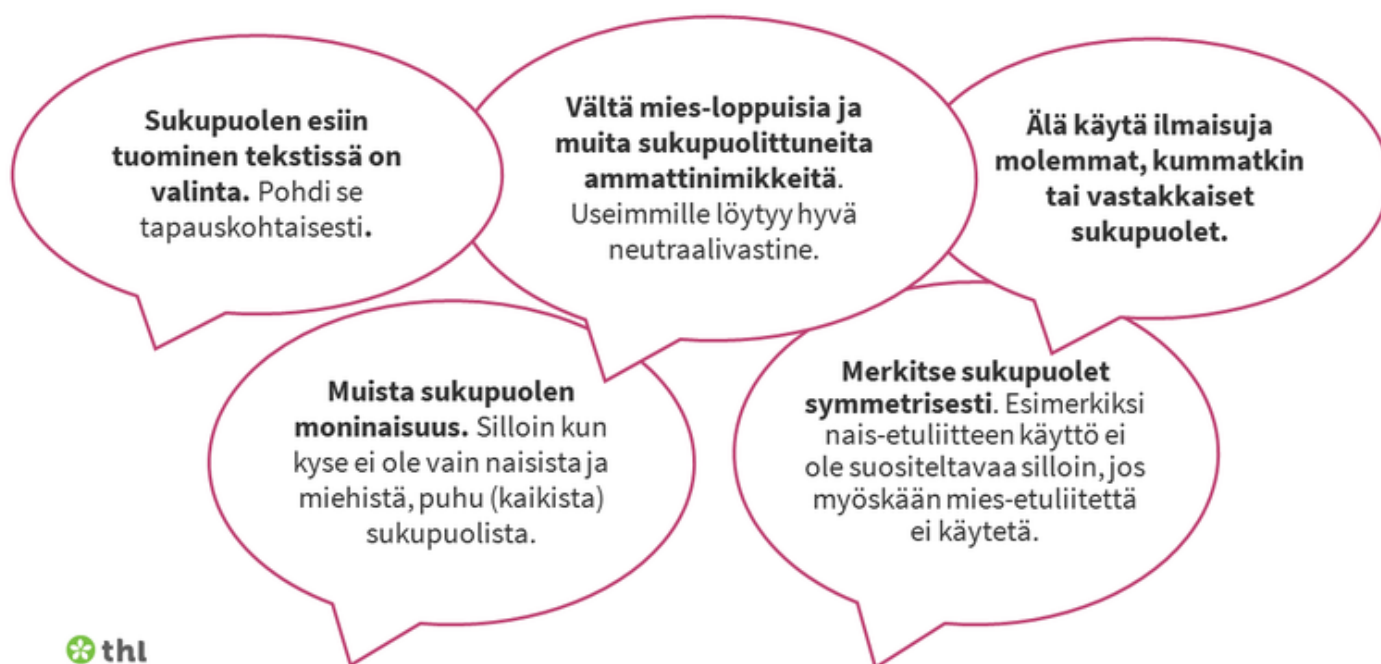 Sukupuolen esiin
tuominen tekstissä on
valinta. Pohdi se
tapauskohtaisesti.
Vältä mies-loppuisia ja
muita sukupuolittuneita
ammattinimikkeitä.
Useimmille löytyy hyvä
neutraalivastine.
Älä käytä ilmaisuja
molemmat, kummatkin
tai vastakkaiset
sukupuolet.
Muista sukupuolen
moninaisuus. Silloin kun
kyse ei ole vain naisista ja
miehistä, puhu (kaikista)
sukupuolista.
Merkitse sukupuolet
symmetrisesti. Esimerkiksi
nais-etuliitteen käyttö ei
ole suositeltavaa silloin, jos
myöskään mies-etuliitettä
ei käytetä.
thl